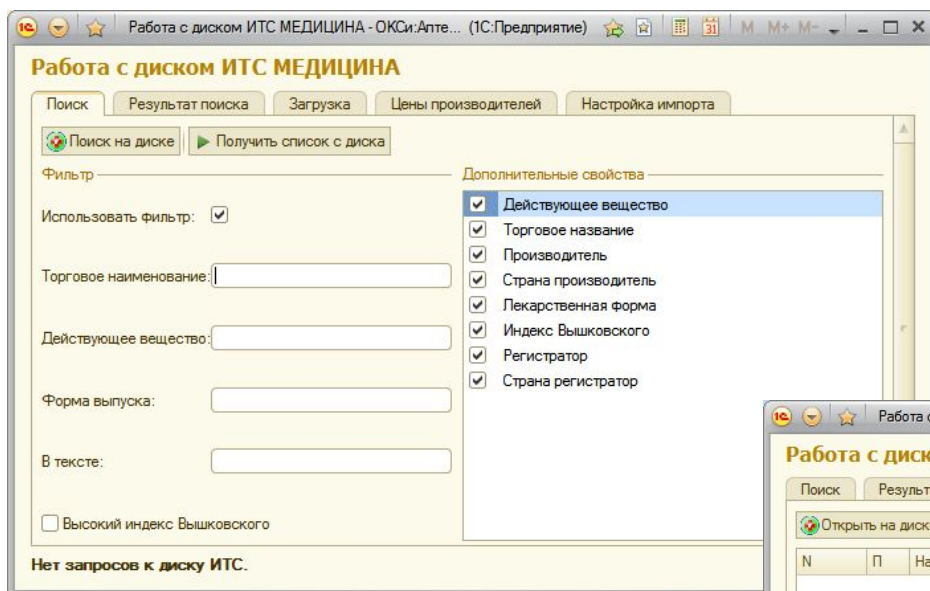 Работа с диском ИТС МЕДИЦИНА - ОКСи:Апте... (1С:Предприятие) 31 M M+ M-
Работа с диском ИТС МЕДИЦИНА
Поиск Результат поиска Загрузка Цены производителей Настройка импорта
Поиск на диске Получить список с диска
Фильтр
Использовать фильтр:
Торговое наименование:
Действующее вещество:
Форма выпуска:
В тексте:
Высокий индекс Вышковского
Нет запросов к диску ИТС.
Дополнительные свойства
Действующее вещество
Торговое название
Производитель
Страна производитель
Лекарственная форма
Индекс Вышковского
Регистратор
Страна регистратор
Работа
Работа с диск
Поиск Результ
Открыть на диск
N П На